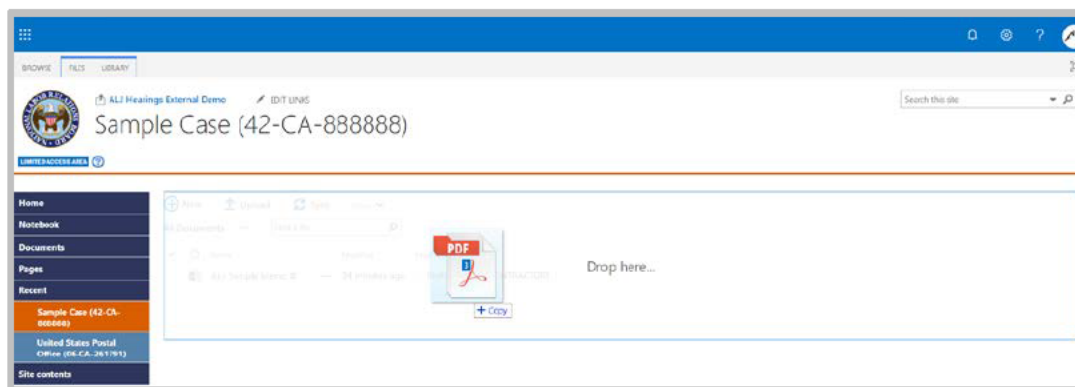 ?
BROWSE FILES LIBRARY
ALJ Hearings External Demo EDIT LINKS
Search this site
Sample Case (42-CA-888888)
LIMITED ACCESS AREA ?
Home
Notebook
Documents
Pages
Recent
Sample Case (42-CA-
888888)
United States Postal
Office (06-CA-261791)
Site contents
New Upload Sync
All Documents
PDF
1
Drop here...
+ Copy